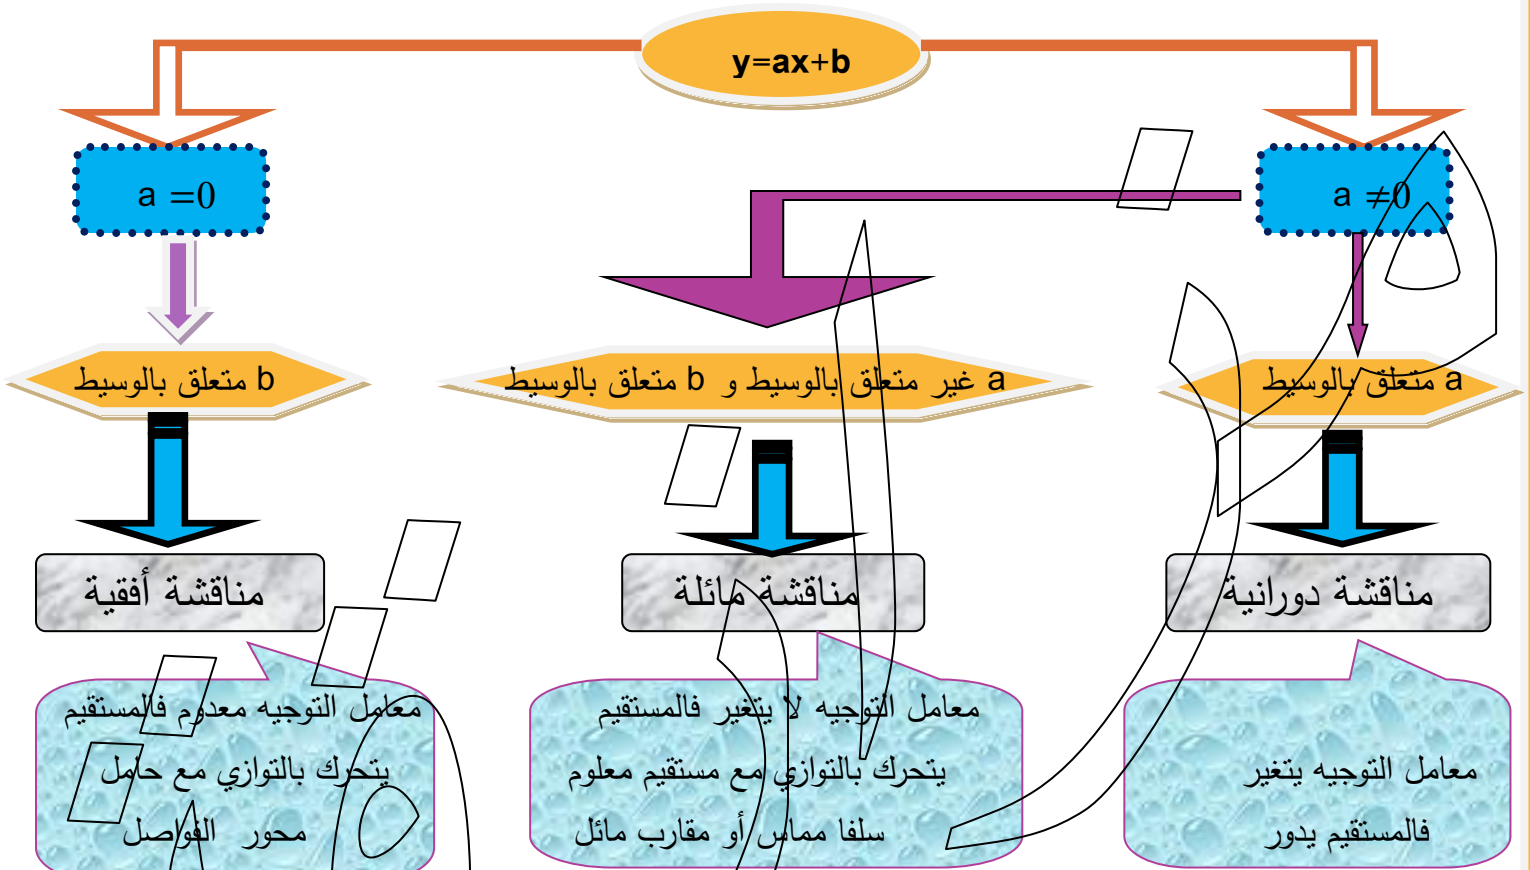 y=ax+b
a ≠0
a =0
a متعلق بالوسيط
a غير متعلق بالوسيط و b متعلق بالوسيط
b متعلق بالوسيط
مناقشة دورانية
مناقشة مائلة
مناقشة أفقية
معامل التوجيه يتغير
فالمستقيم يدور
معامل التوجيه لا يتغير فالمستقيم
يتحرك بالتوازي مع مستقيم معلوم
سلفا مماس أو مقارب مائل
معامل التوجيه معدوم فالمستقيم
يتحرك بالتوازي مع حامل
محور الفواصل